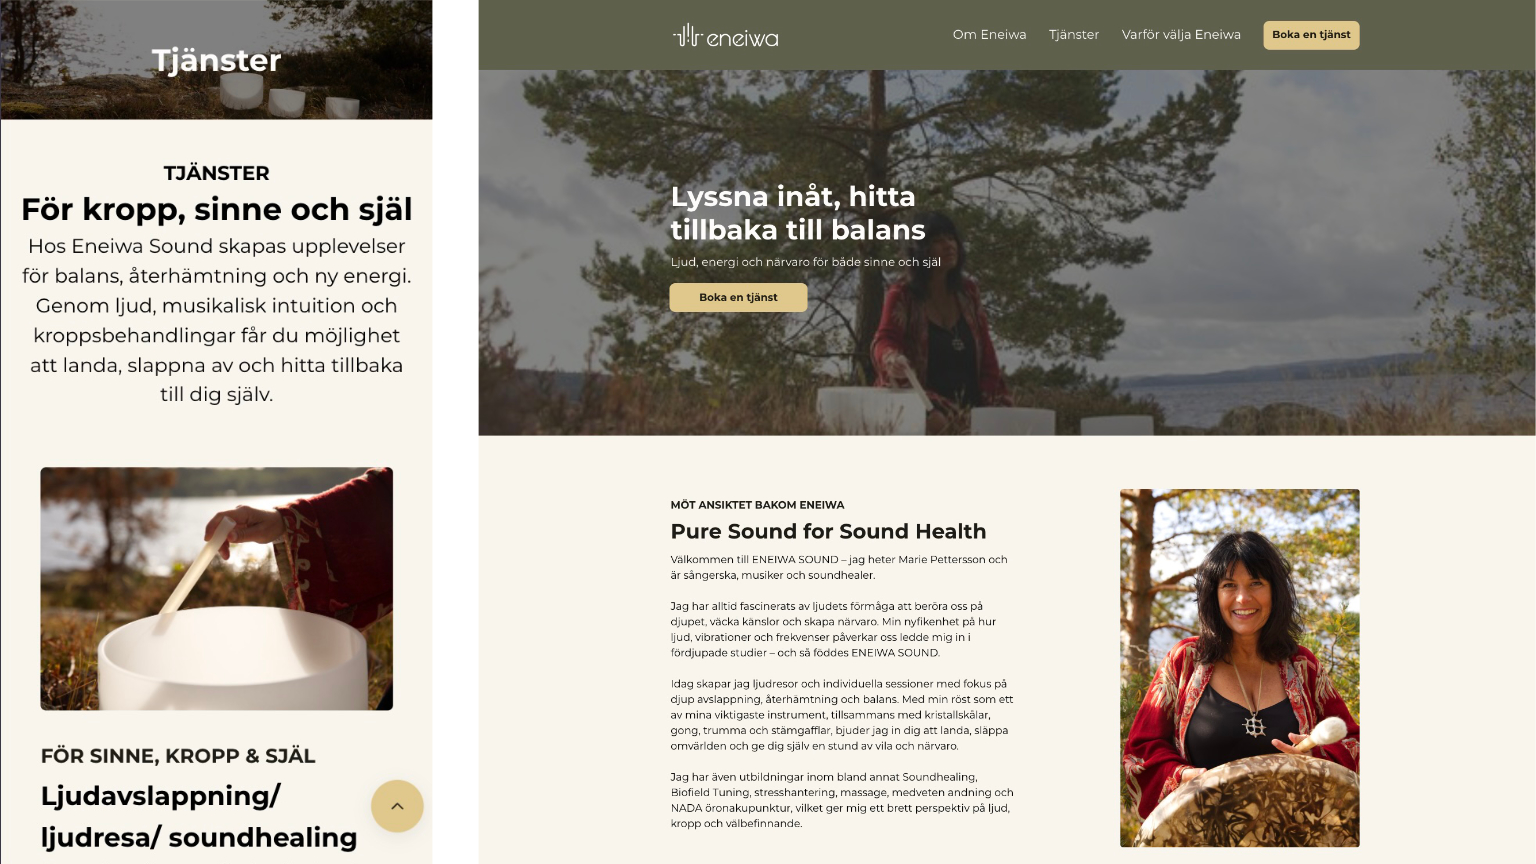 Tjänster
TJÄNSTER
För kropp, sinne och själ
Hos Eneiwa Sound skapas upplevelser
för balans, återhämtning och ny energi.
Genom ljud, musikalisk intuition och
kroppsbehandlingar får du möjlighet
att landa, slappna av och hitta tillbaka
till dig själv.
FÖR SINNE, KROPP & SJÄL
Ljudavslappning/
ljudresa/ soundhealing
eneiwa
Om Eneiwa
Tjänster
Varför välja Eneiwa
Boka en tjänst
Lyssna inåt, hitta
tillbaka till balans
Ljud, energi och närvaro för både sinne och själ
Boka en tjänst
MÖT ANSIKTET BAKOM ENEIWA
Pure Sound for Sound Health
Välkommen till ENEIWA SOUND – jag heter Marie Pettersson och
är sångerska, musiker och soundhealer.
Jag har alltid fascinerats av ljudets förmåga att beröra oss på
djupet, väcka känslor och skapa närvaro. Min nyfikenhet på hur
ljud, vibrationer och frekvenser påverkar oss ledde mig in i
fördjupade studier – och så föddes ENEIWA SOUND.
Idag skapar jag ljudresor och individuella sessioner med fokus på
djup avslappning, återhämtning och balans. Med min röst som ett
av mina viktigaste instrument, tillsammans med kristallskålar,
gong, trumma och stämgafflar, bjuder jag in dig att landa, släppa
omvärlden och ge dig själv en stund av vila och närvaro.
Jag har även utbildningar inom bland annat Soundhealing,
Biofield Tuning, stresshantering, massage, medveten andning och
NADA öronakupunktur, vilket ger mig ett brett perspektiv på ljud,
kropp och välbefinnande.